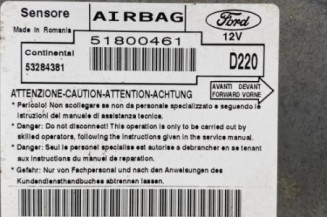 Sensore AIRBAG Ford
Made in Romania 51800461 12V
Continental
53284381 D220
ATTENZIONE-CAUTION-ATTENTION-ACHTUNG
AVANTI DEVANT
FORWARD VORNE
* Pericolo! Non scollegare se non da personale specializzato e seguendo le
istruzioni del manuale di assistenza tecnica.
* Danger: Do not disconnect! This operation is only to be carried out by
skilled operators, following the instructions given in the service manual.
* Danger: Seul le personel specialisé est autorise a debrancher en se tenant
aux instructions du manuel de réparation.
* Gefahr: Nur von Fachpersonal und nach den Anweisungen des
Kundendiensthandbuches abtrennen lassen.